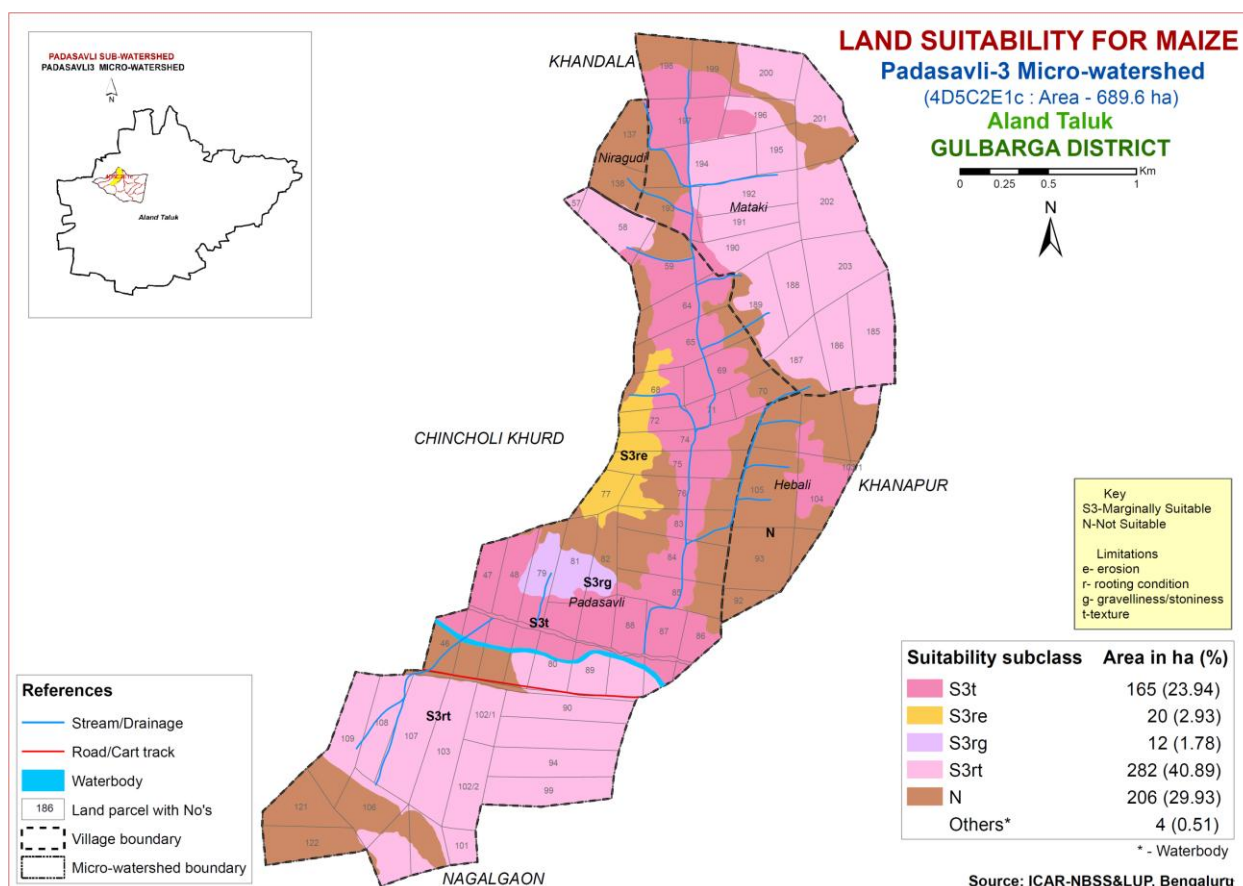 LAND SUITABILITY FOR MAIZE
Padasavli-3 Micro-watershed
(4D5C2E1c : Area - 689.6 ha)
Aland Taluk
GULBARGA DISTRICT
0 0.25 0.5 1 Km
N
PADASAVLI SUB-WATERSHED
PADASAVLI3 MICRO-WATERSHED
N
Aland Taluk
KHANDALA
198
199
200
137
197
196
201
Niragudi
194
195
138
192
202
57
193
Mataki
191
58
190
59
203
188
64
189
185
65
186
187
69
68
70
71
72
CHINCHOLI KHURD
74
S3re
75
Hebali
KHANAPUR
77
76
105
104
83
N
93
81
82
84
47
48
79
S3rg
85
92
Padasavli
S3t
88
87
86
46
80
89
S3rt
102/1
90
108
109
107
103
94
102/2
99
121
106
122
101
NAGALGAON
Key
S3-Marginally Suitable
N-Not Suitable
Limitations
e- erosion
r- rooting condition
g- gravelliness/stoniness
t-texture
Suitability subclass Area in ha (%)
S3t 165 (23.94)
S3re 20 (2.93)
S3rg 12 (1.78)
S3rt 282 (40.89)
N 206 (29.93)
Others* 4 (0.51)
* - Waterbody
Source: ICAR-NBSS&LUP, Bengaluru
References
Stream/Drainage
Road/Cart track
Waterbody
186 Land parcel with No's
Village boundary
Micro-watershed boundary